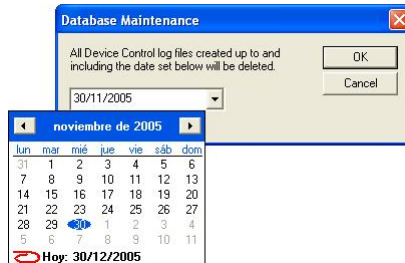 Database Maintenance
All Device Control log files created up to and
including the date set below will be deleted.
OK
Cancel
30/11/2005
noviembre de 2005
lun mar mié jue vie sáb dom
31 1 2 3 4 5 6
7 8 9 10 11 12 13
14 15 16 17 18 19 20
21 22 23 24 25 26 27
28 29 30 1 2 3 4
5 6 7 8 9 10 11
Hoy: 30/12/2005